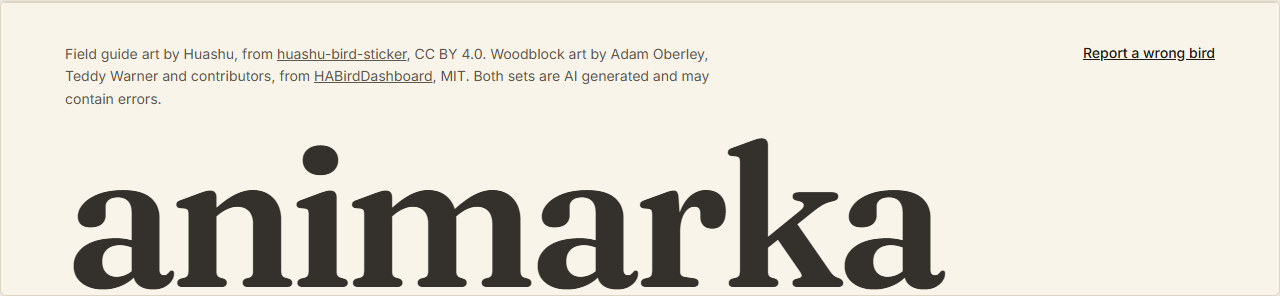 Field guide art by Huashu, from huashu-bird-sticker, CC BY 4.0. Woodblock art by Adam Oberley,
Teddy Warner and contributors, from HABirdDashboard, MIT. Both sets are AI generated and may
contain errors.
Report a wrong bird
animarka